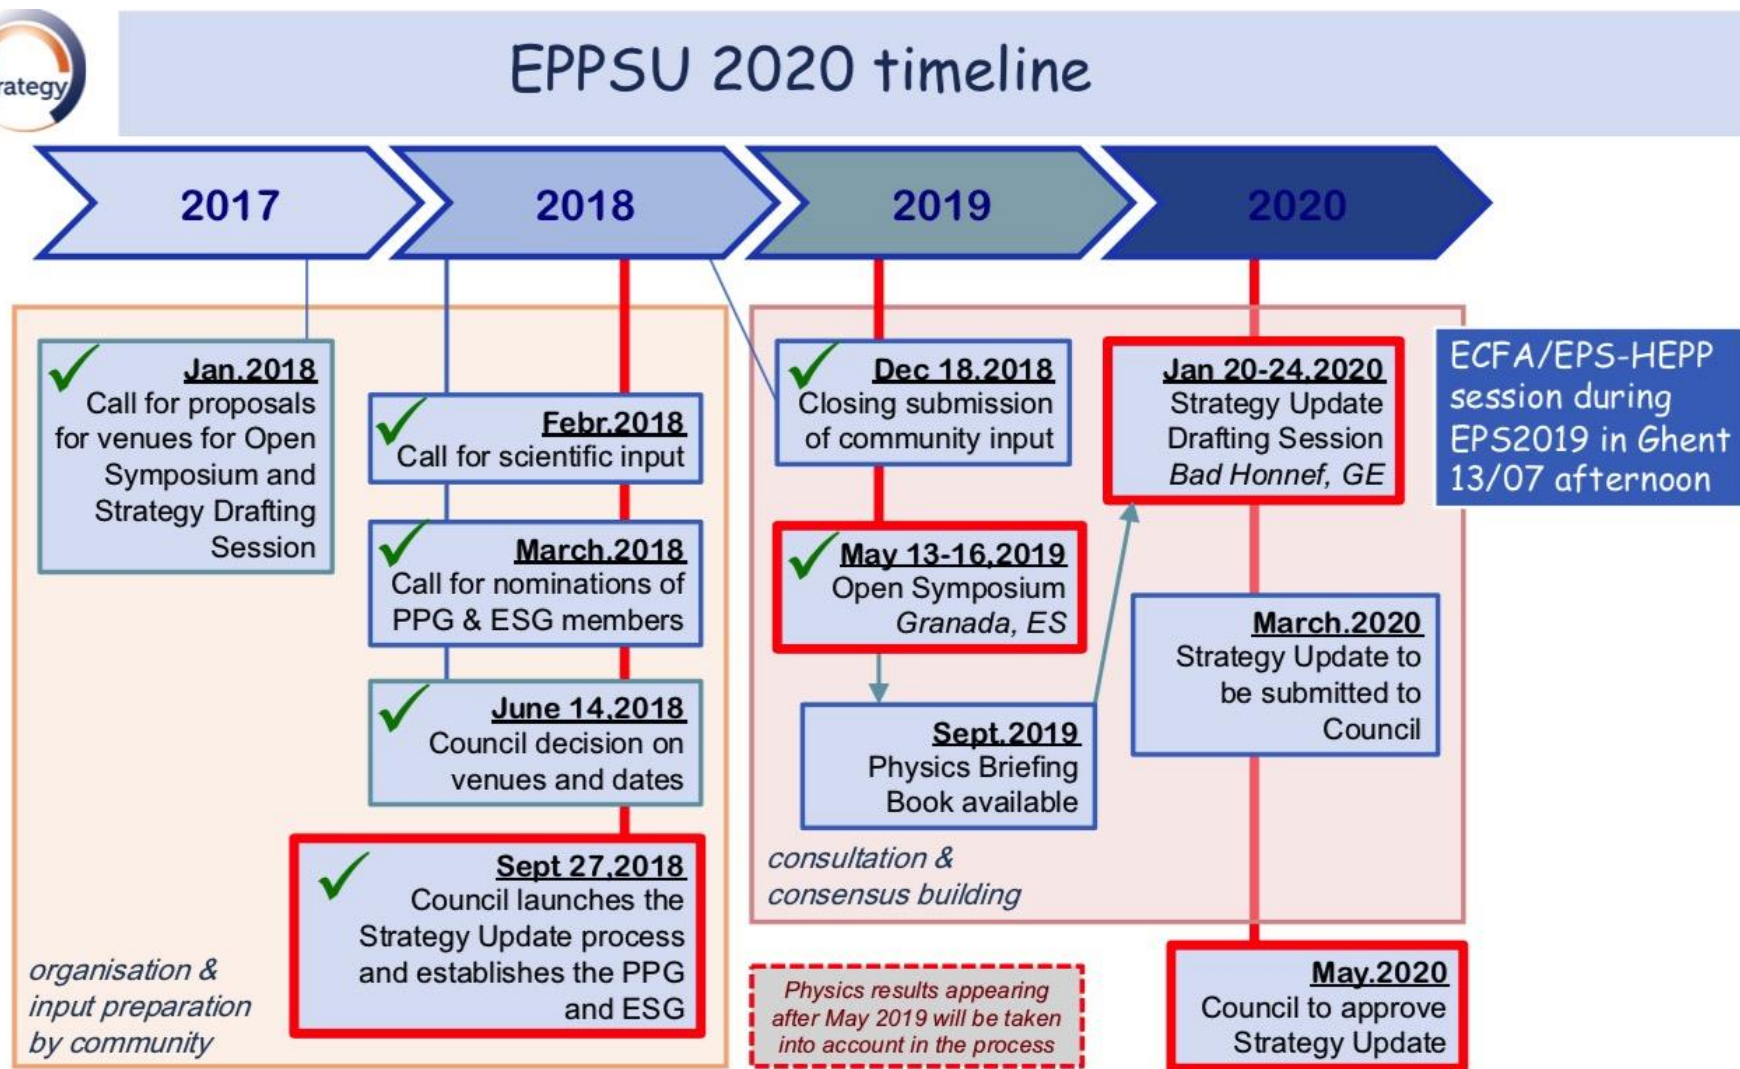 rategy
EPPSU 2020 timeline
2017
2018
2019
2020
Jan.2018
Call for proposals
for venues for Open
Symposium and
Strategy Drafting
Session
Febr.2018
Call for scientific input
March.2018
Call for nominations of
PPG & ESG members
June 14,2018
Council decision on
venues and dates
Sept 27,2018
Council launches the
Strategy Update process
and establishes the PPG
and ESG
organisation &
input preparation
by community
Dec 18.2018
Closing submission
of community input
May 13-16,2019
Open Symposium
Granada, ES
Sept.2019
Physics Briefing
Book available
consultation &
consensus building
Physics results appearing
after May 2019 will be taken
into account in the process
Jan 20-24.2020
Strategy Update
Drafting Session
Bad Honnef, GE
March.2020
Strategy Update to
be submitted to
Council
May.2020
Council to approve
Strategy Update
ECFA/EPS-HEPP
session during
EPS2019 in Ghent
13/07 afternoon